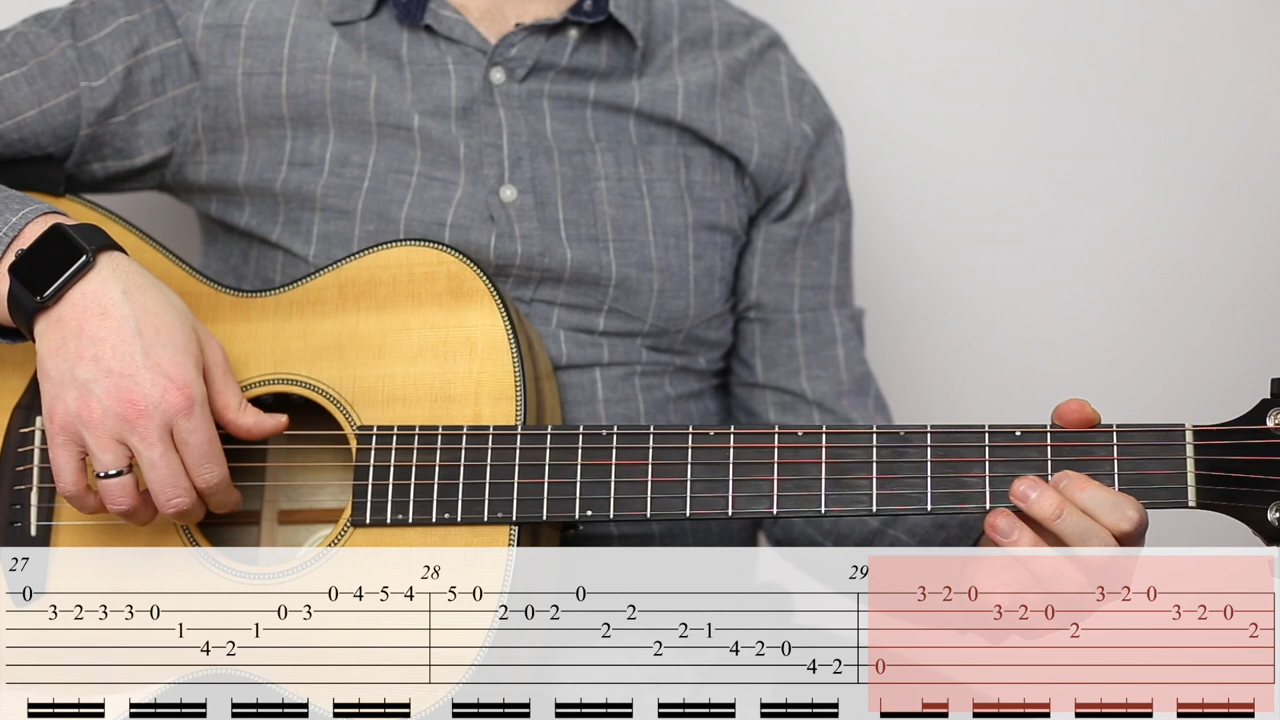 27 28 29
0 0 4 5 4 5 0 0 3 2 0 3 2 0
3 2 3 3 0 0 3 2 0 2 2 3 2 0 3 2 0
1 1 2 2 1 2 2
4 2 2 4 2 0
4 2 0